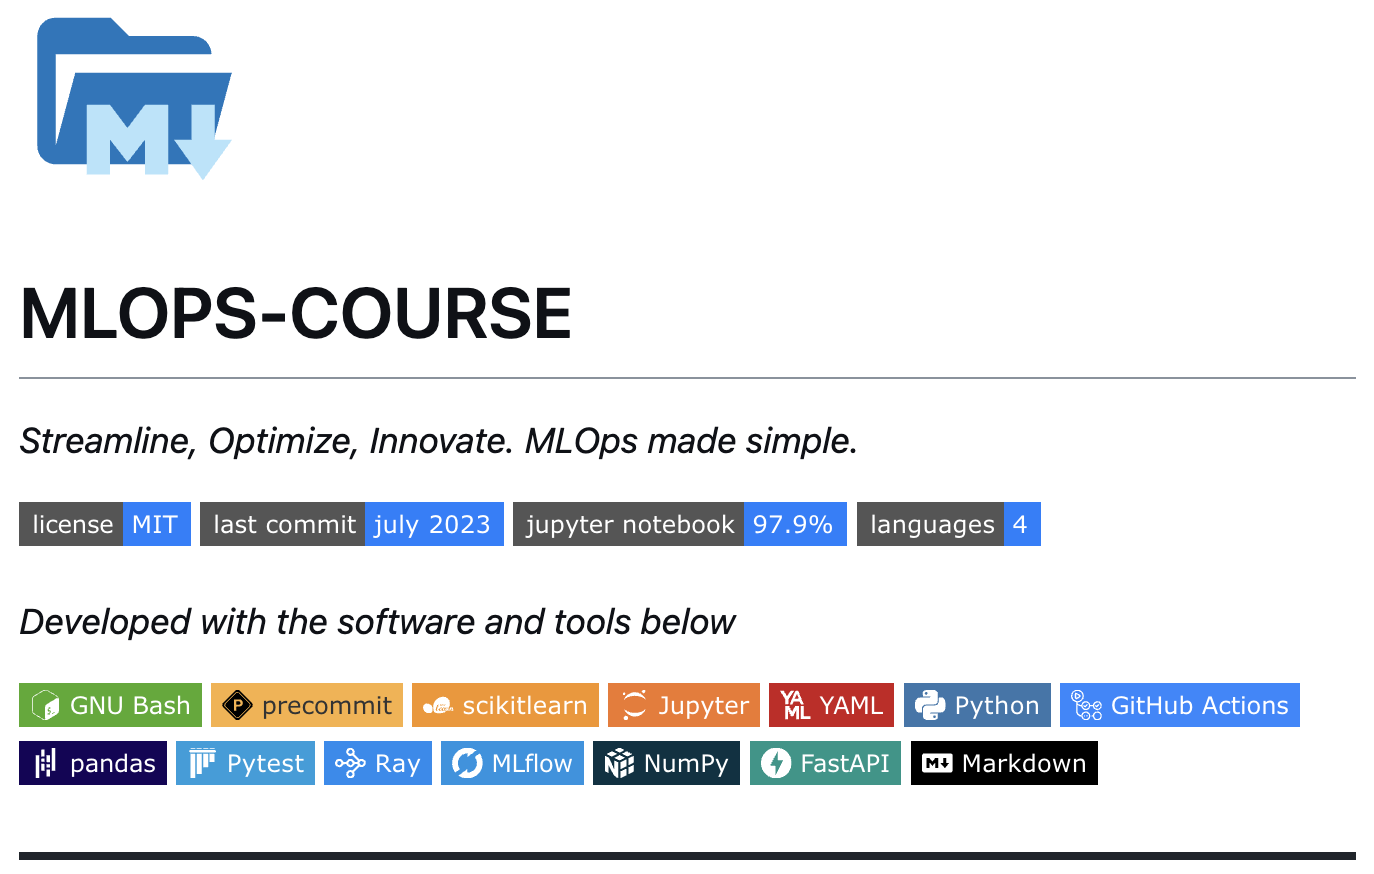 M
MLOPS-COURSE
Streamline, Optimize, Innovate. MLOps made simple.
license MIT last commit july 2023 jupyter notebook 97.9% languages 4
Developed with the software and tools below
GNU Bash precommit scikitlearn Jupyter YAML YAML Python GitHub Actions
pandas Pytest Ray MLflow NumPy FastAPI M Markdown